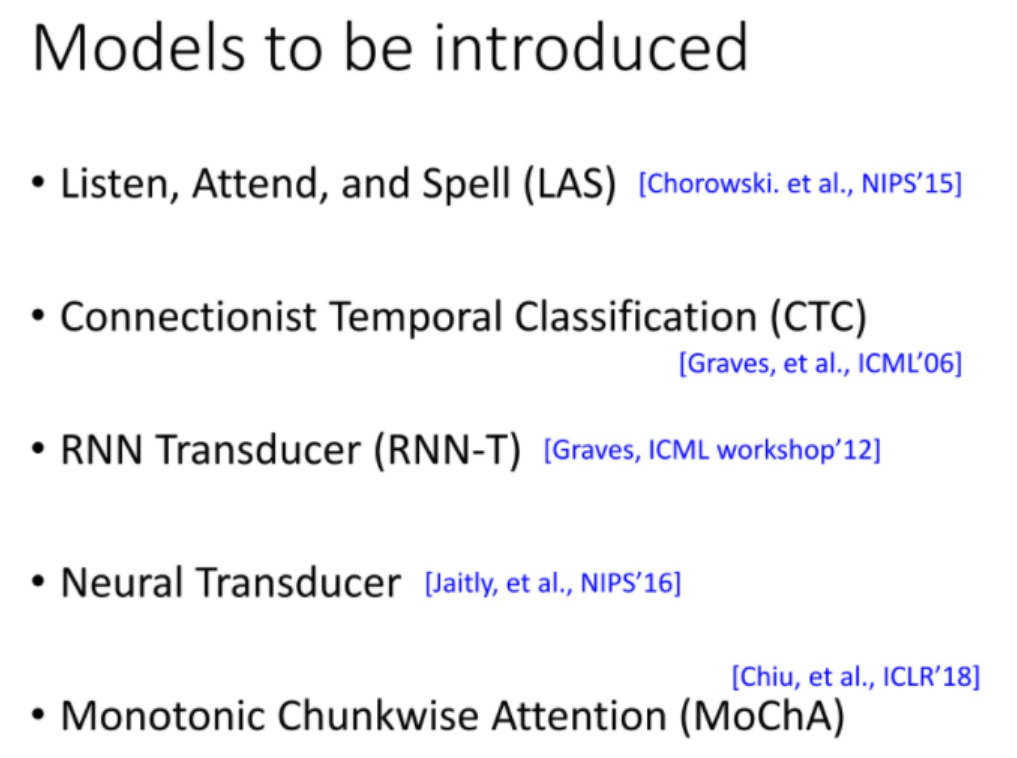 Models to be introduced
• Listen, Attend, and Spell (LAS) [Chorowski. et al., NIPS’15]
• Connectionist Temporal Classification (CTC)
[Graves, et al., ICML’06]
• RNN Transducer (RNN-T) [Graves, ICML workshop’12]
• Neural Transducer [Jaitly, et al., NIPS’16]
[Chiu, et al., ICLR’18]
• Monotonic Chunkwise Attention (MoChA)